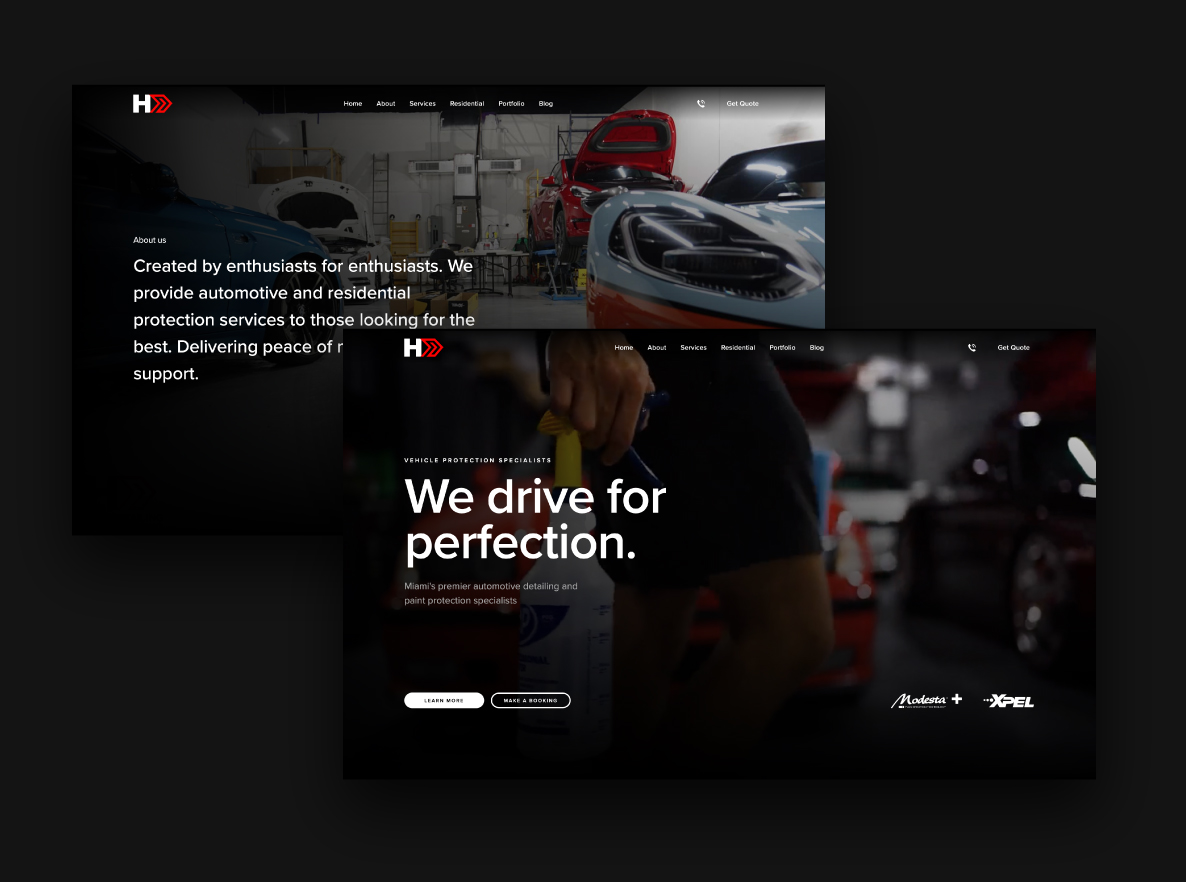 H
Home About Services Residential Portfolio Blog
Get Quote
About us
Created by enthusiasts for enthusiasts. We
provide automotive and residential
protection services to those looking for the
best. Delivering peace of
support.
H
Home About Services Residential Portfolio Blog
Get Quote
VEHICLE PROTECTION SPECIALISTS
We drive for
perfection.
Miami's premier automotive detailing and
paint protection specialists
LEARN MORE
MAKE A BOOKING
Modesta
XPEL